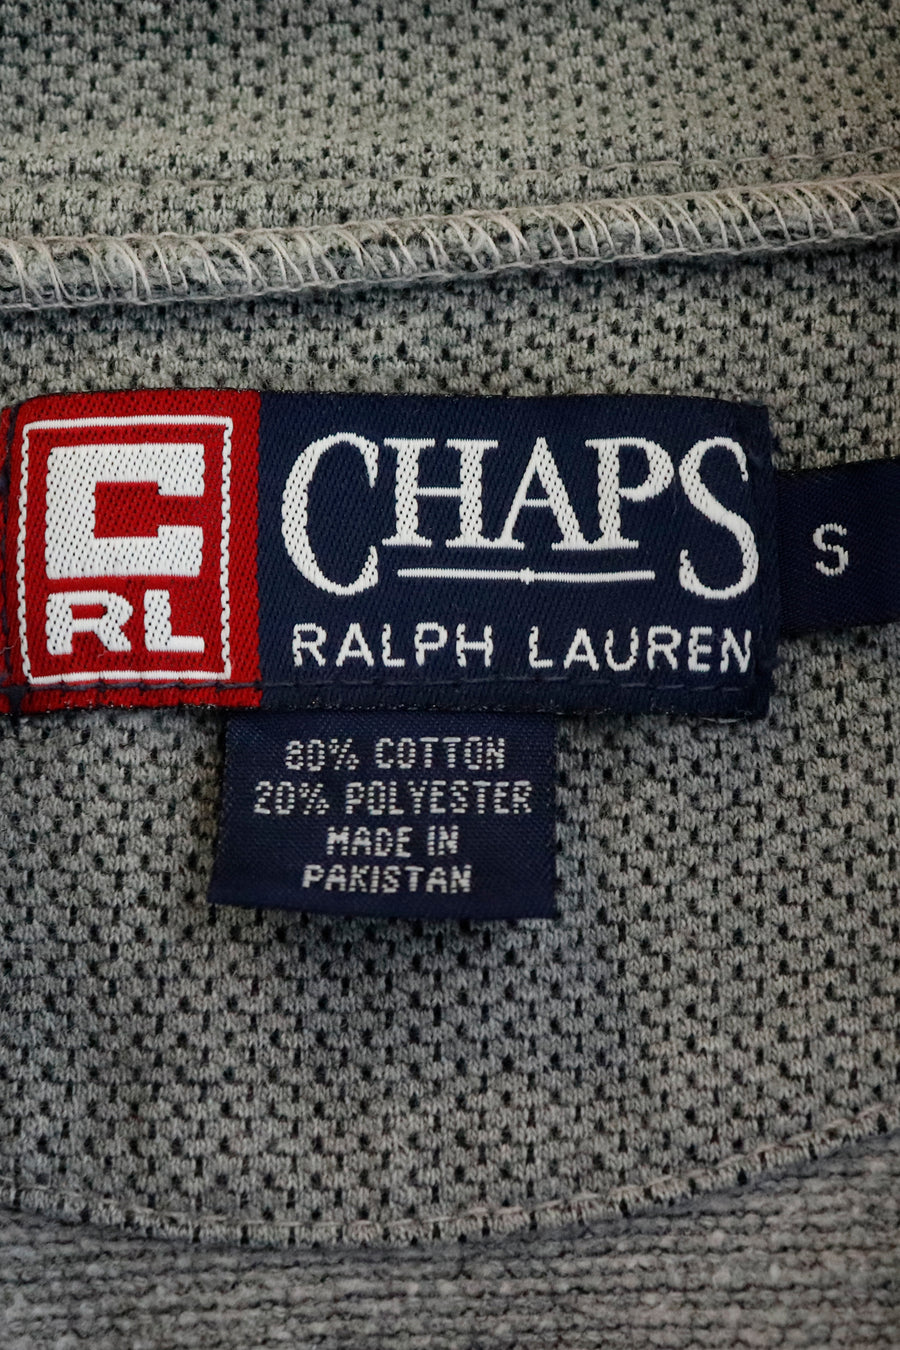 C
RL
CHAPS
RALPH LAUREN
S
80% COTTON
20% POLYESTER
MADE IN
PAKISTAN